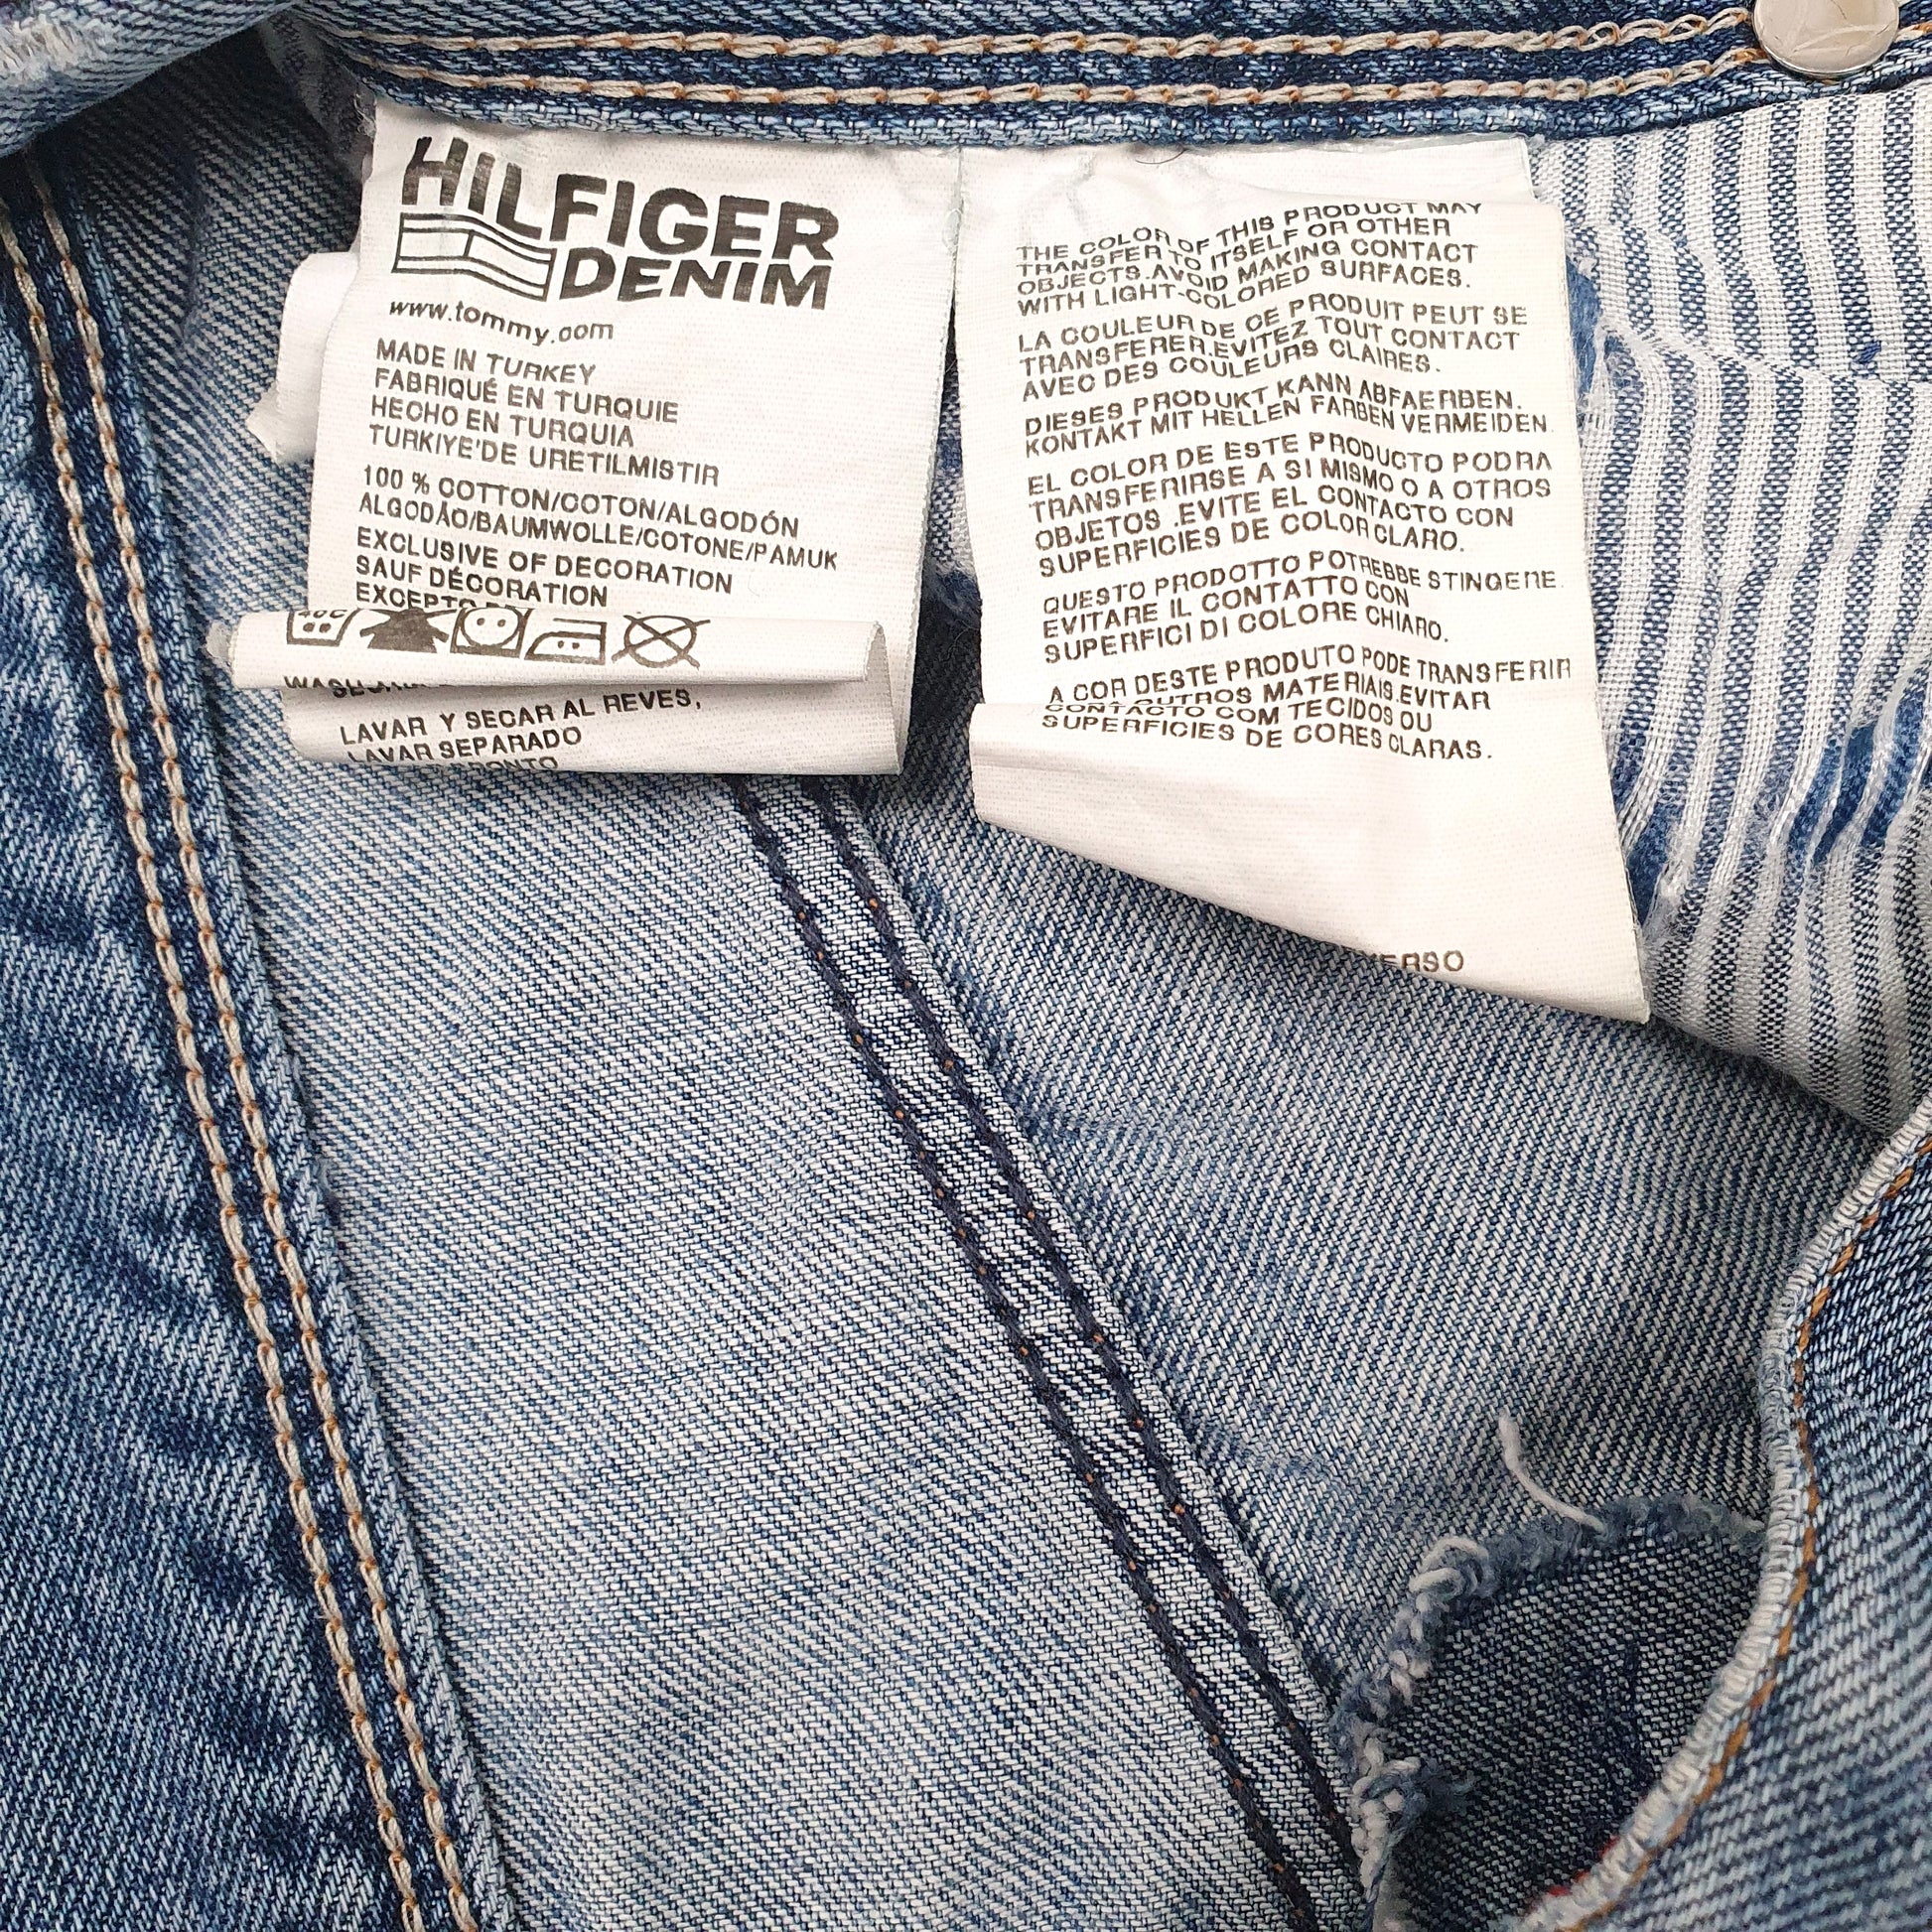 HILFIGER
DENIM
www.tommy.com
MADE IN TURKEY
FABRIQUÉ EN TURQUIE
HECHO EN TURQUIA
TURKIYE'DE URETILMISTIR
100 % COTTON/COTON/ALGODÓN
ALGODÃO/BAUMWOLLE/COTONE/PAMUK
EXCLUSIVE OF DECORATION
SAUF DÉCORATION
LAVAR Y SECAR AL REVES,
LAVAR SEPARADO
THE COLOR OF THIS PRODUCT MAY
TRANSFER TO ITSELF OR OTHER
OBJECTS.AVOID MAKING CONTACT
WITH LIGHT-COLORED SURFACES.
LA COULEUR DE CE PRODUIT PEUT SE
TRANSFERER.EVITEZ TOUT CONTACT
AVEC DES COULEURS CLAIRES.
DIESES PRODUKT KANN ABFAERBEN.
KONTAKT MIT HELLEN FARBEN VERMEIDEN.
EL COLOR DE ESTE PRODUCTO PODRA
TRANSFERIRSE A SI MISMO O A OTROS
OBJETOS .EVITE EL CONTACTO CON
SUPERFICIES DE COLOR CLARO.
QUESTO PRODOTTO POTREBBE STINGERE.
EVITARE IL CONTATTO CON
SUPERFICI DI COLORE CHIARO.
A COR DESTE PRODUTO PODE TRANSFERIR
OUTROS MATERIAIS.EVITAR
CONTACTO COM TECIDOS OU
SUPERFICIES DE CORES CLARAS.